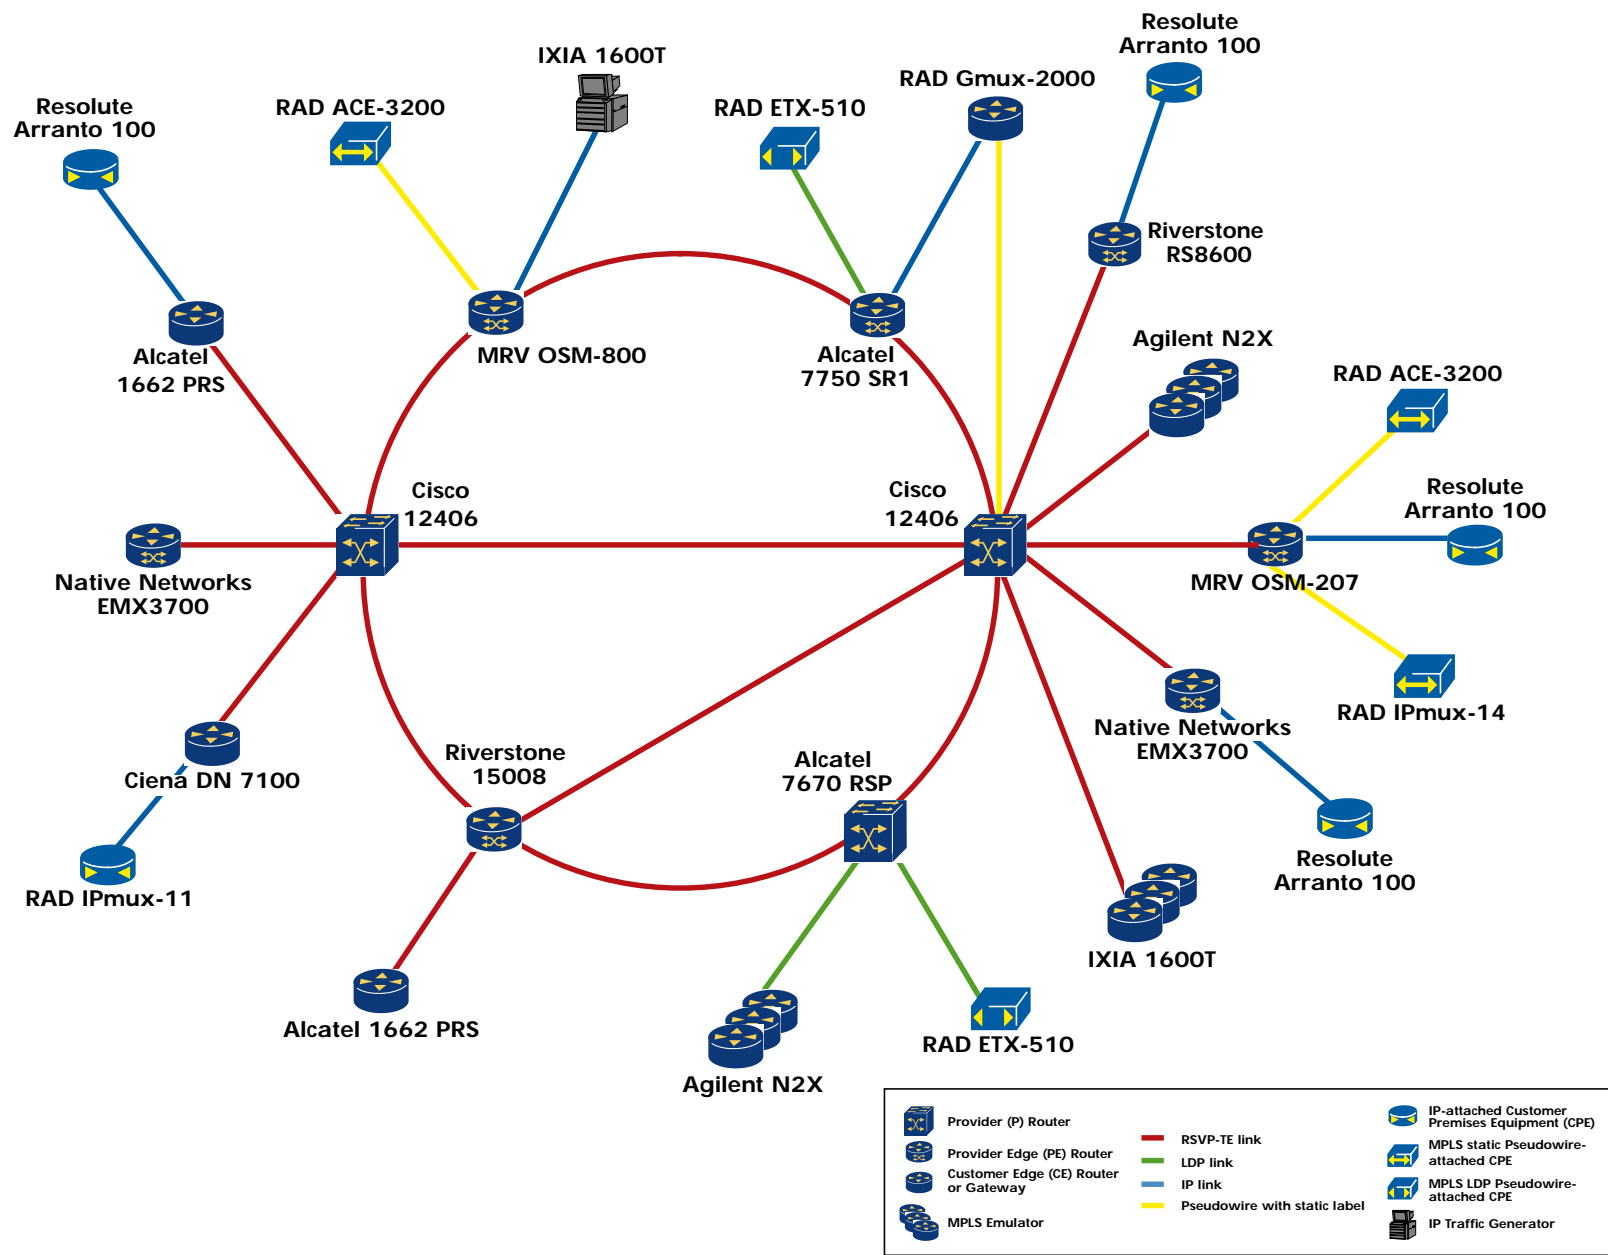 IXIA 1600T
Resolute
Arranto 100
RAD Gmux-2000
Resolute
Arranto 100
RAD ACE-3200
RAD ETX-510
Riverstone
RS8600
Alcatel
1662 PRS
MRV OSM-800
Alcatel
7750 SR1
Agilent N2X
RAD ACE-3200
Cisco
12406
Cisco
12406
Resolute
Arranto 100
Native Networks
EMX3700
MRV OSM-207
RAD IPmux-14
Native Networks
EMX3700
Ciena DN 7100
Riverstone
15008
Alcatel
7670 RSP
RAD IPmux-11
Resolute
Arranto 100
IXIA 1600T
Alcatel 1662 PRS
RAD ETX-510
Agilent N2X
Provider (P) Router
Provider Edge (PE) Router
Customer Edge (CE) Router
or Gateway
MPLS Emulator
RSVP-TE link
LDP link
IP link
Pseudowire with static label
IP-attached Customer
Premises Equipment (CPE)
MPLS static Pseudowire-
attached CPE
MPLS LDP Pseudowire-
attached CPE
IP Traffic Generator